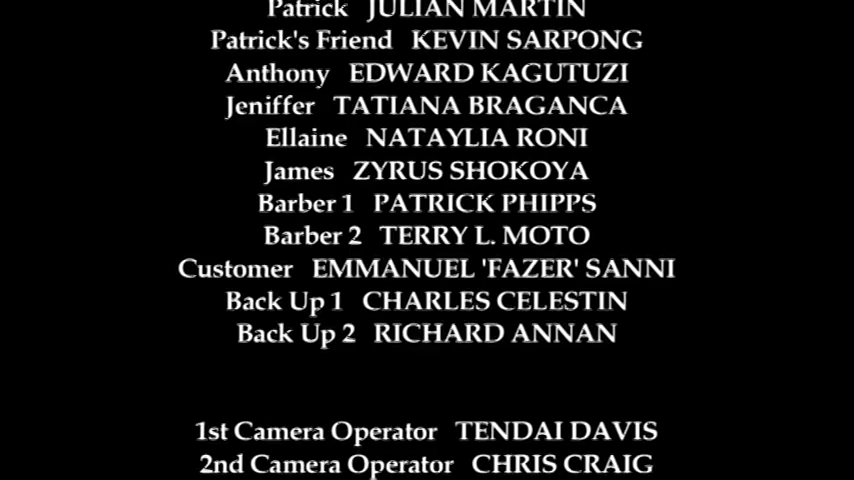 Patrick JULIAN MARTIN
Patrick's Friend KEVIN SARPONG
Anthony EDWARD KAGUTUZI
Jeniffer TATIANA BRAGANCA
Ellaine NATAYLIA RONI
James ZYRUS SHOKOYA
Barber 1 PATRICK PHIPPS
Barber 2 TERRY L. MOTO
Customer EMMANUEL 'FAZER' SANNI
Back Up 1 CHARLES CELESTIN
Back Up 2 RICHARD ANNAN
1st Camera Operator TENDAI DAVIS
2nd Camera Operator CHRIS CRAIG